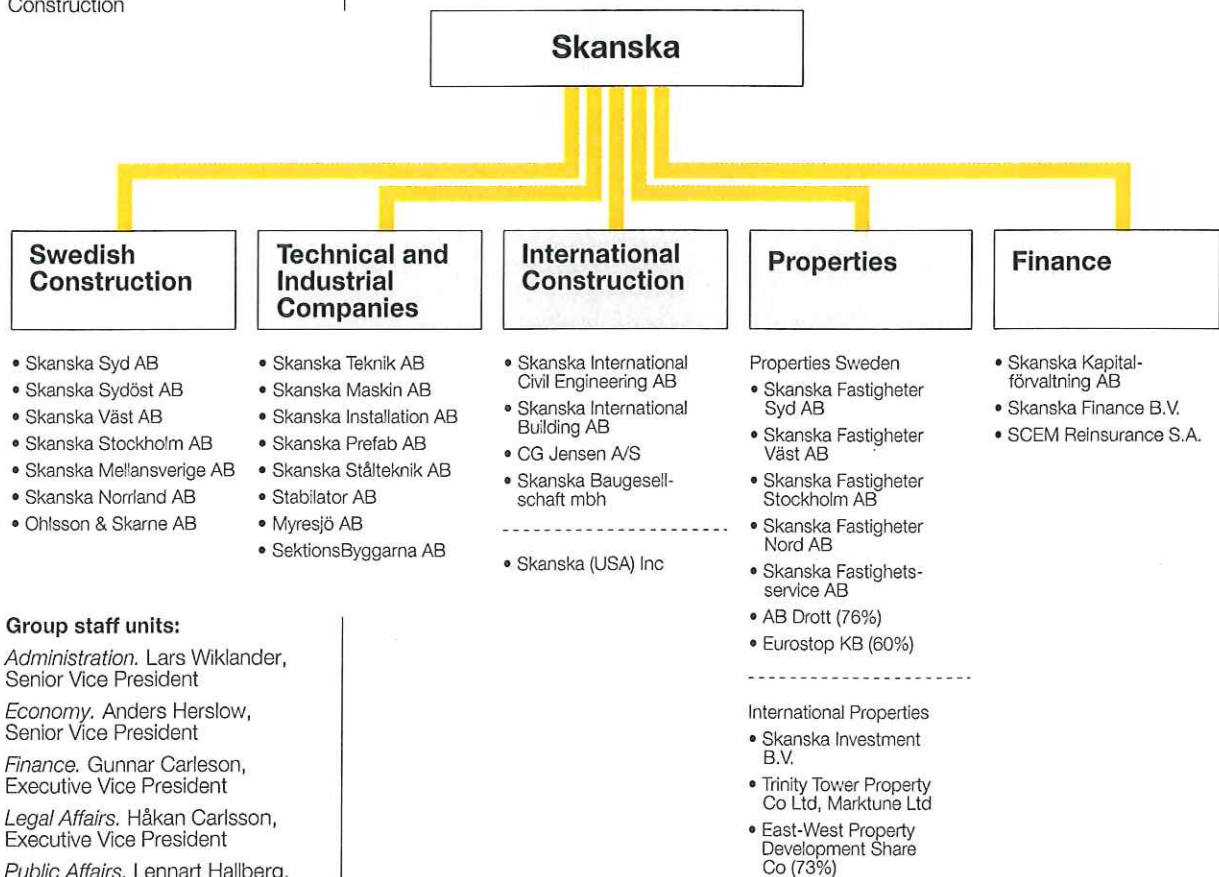 Construction
Skanska
Swedish
Construction
• Skanska Syd AB
• Skanska Sydöst AB
• Skanska Väst AB
• Skanska Stockholm AB
• Skanska Mellansverige AB
• Skanska Norrland AB
• Ohlsson & Skarne AB
Technical and
Industrial
Companies
• Skanska Teknik AB
• Skanska Maskin AB
• Skanska Installation AB
• Skanska Prefab AB
• Skanska Stålteknik AB
• Stabilator AB
• Myresjö AB
• SektionsByggarna AB
International
Construction
• Skanska International
Civil Engineering AB
• Skanska International
Building AB
• CG Jensen A/S
• Skanska Baugesell-
schaft mbh
• Skanska (USA) Inc
Properties
Properties Sweden
• Skanska Fastigheter
Syd AB
• Skanska Fastigheter
Väst AB
• Skanska Fastigheter
Stockholm AB
• Skanska Fastigheter
Nord AB
• Skanska Fastighets-
service AB
• AB Drott (76%)
• Eurostop KB (60%)
International Properties
• Skanska Investment
B.V.
• Trinity Tower Property
Co Ltd, Marktune Ltd
• East-West Property
Development Share
Co (73%)
Finance
• Skanska Kapital-
förvaltning AB
• Skanska Finance B.V.
• SCEM Reinsurance S.A.
Group staff units:
Administration. Lars Wiklander,
Senior Vice President
Economy. Anders Herslow,
Senior Vice President
Finance. Gunnar Carleson,
Executive Vice President
Legal Affairs. Håkan Carlsson,
Executive Vice President
Public Affairs. Lennart Hallberg,